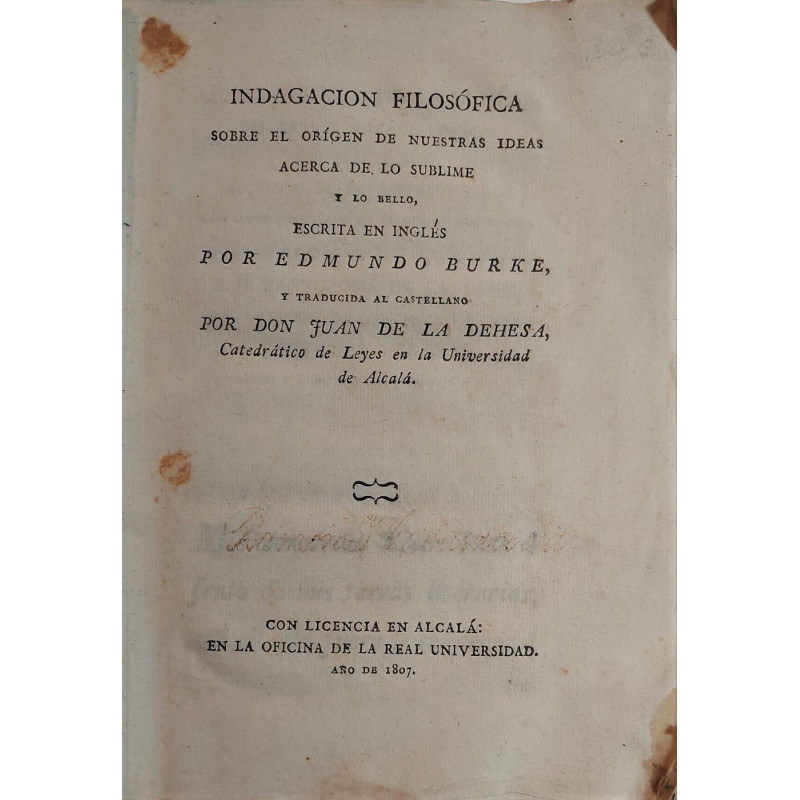 INDAGACION FILOSÓFICA
SOBRE EL ORÍGEN DE NUESTRAS IDEAS
ACERCA DE LO SUBLIME
Y LO BELLO,
ESCRITA EN INGLÉS
POR EDMUNDO BURKE,
Y TRADUCIDA AL CASTELLANO
POR DON JUAN DE LA DEHESA,
Catedrático de Leyes en la Universidad
de Alcalá.
CON LICENCIA EN ALCALÁ:
EN LA OFICINA DE LA REAL UNIVERSIDAD.
AÑO DE 1807.